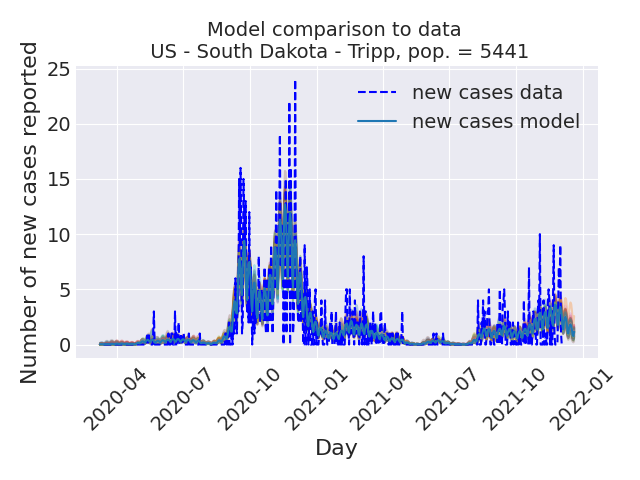 Model comparison to data
US - South Dakota - Tripp, pop. = 5441
Number of new cases reported
25
20
15
10
5
0
new cases data
new cases model
2020-04
2020-07
2020-10
2021-01
2021-04
2021-07
2021-10
2022-01
Day